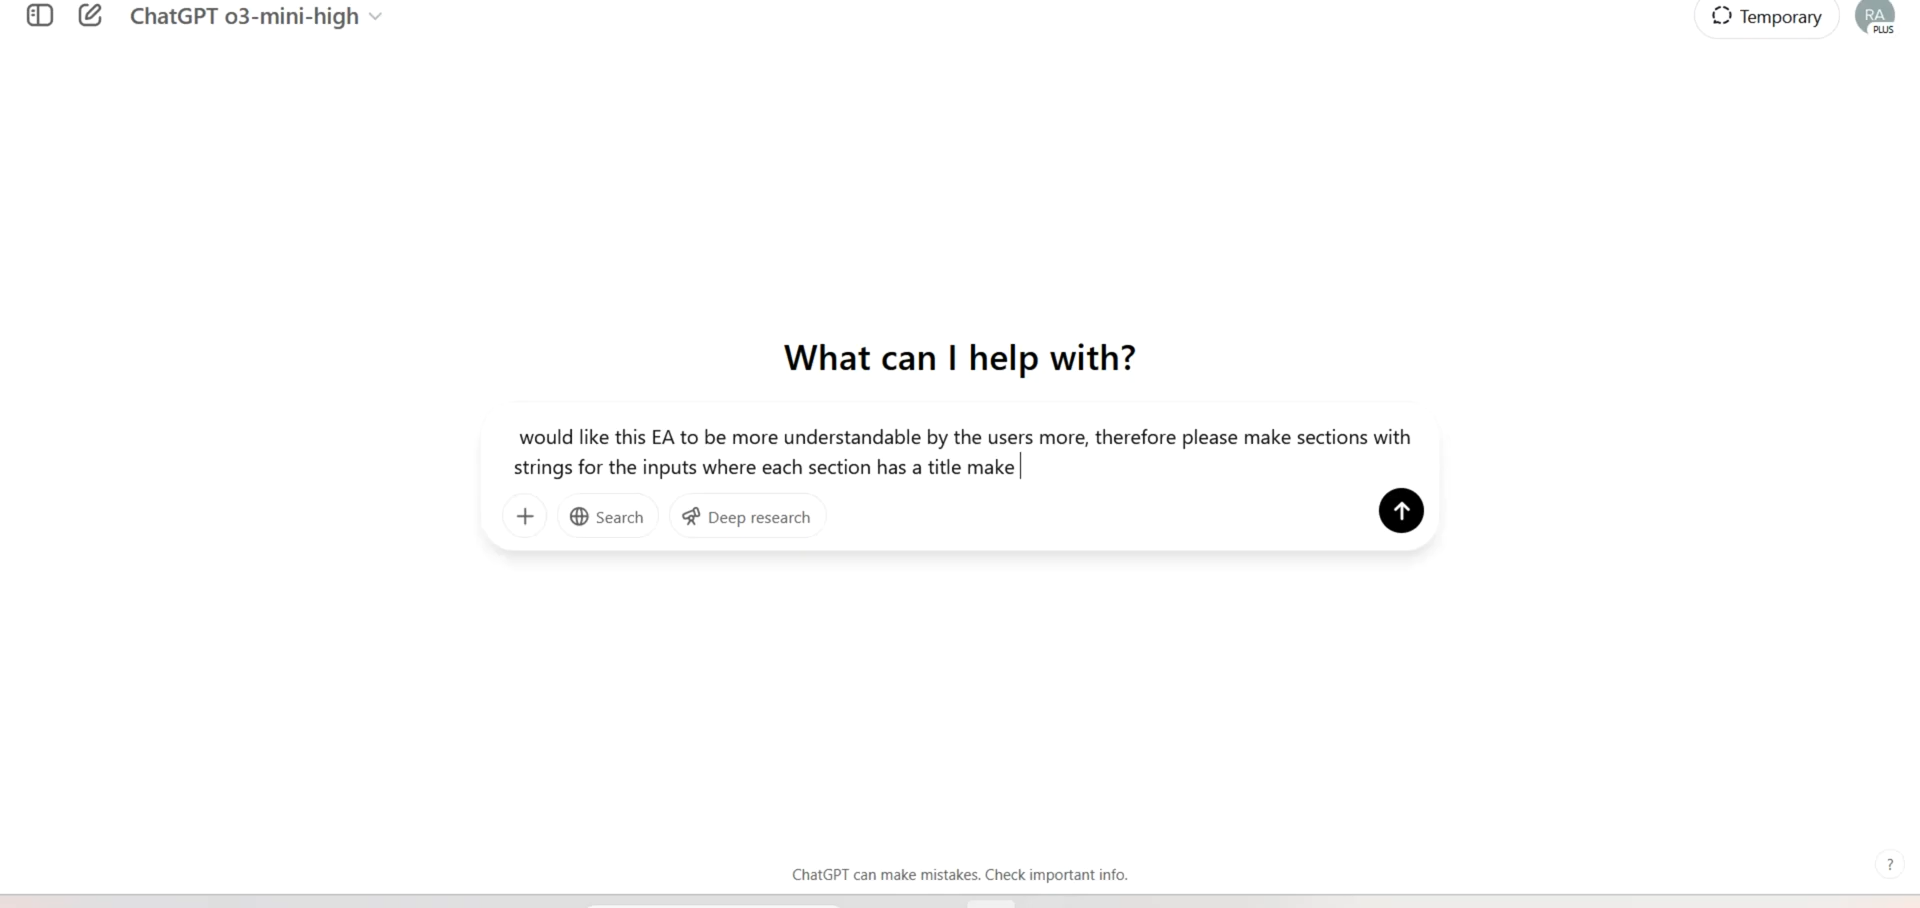 ChatGPT o3-mini-high
Temporary
RA
PLUS
What can I help with?
would like this EA to be more understandable by the users more, therefore please make sections with
strings for the inputs where each section has a title make
Search
Deep research
ChatGPT can make mistakes. Check important info.
?